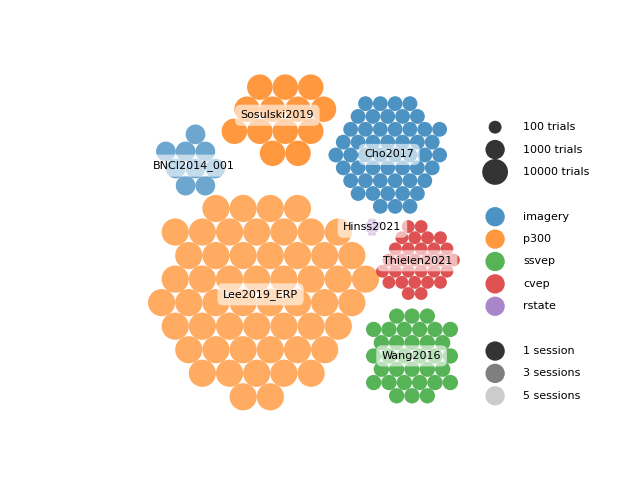 Sosulski2019
Cho2017
BNCI2014_001
Hinss2021
Thielen2021
Lee2019_ERP
Wang2016
100 trials
1000 trials
10000 trials
imagery
p300
ssvep
cvep
rstate
1 session
3 sessions
5 sessions